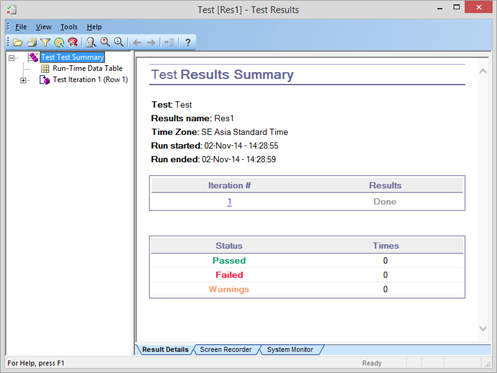 Test [Res1] - Test Results
File View Tools Help
Test Test Summary
Run-Time Data Table
Test Iteration 1 (Row 1)
Test Results Summary
Test: Test
Results name: Res1
Time Zone: SE Asia Standard Time
Run started: 02-Nov-14 - 14:28:55
Run ended: 02-Nov-14 - 14:28:59
Iteration # Results
1 Done
Status Times
Passed 0
Failed 0
Warnings 0
Result Details Screen Recorder System Monitor
For Help, press F1 Ready